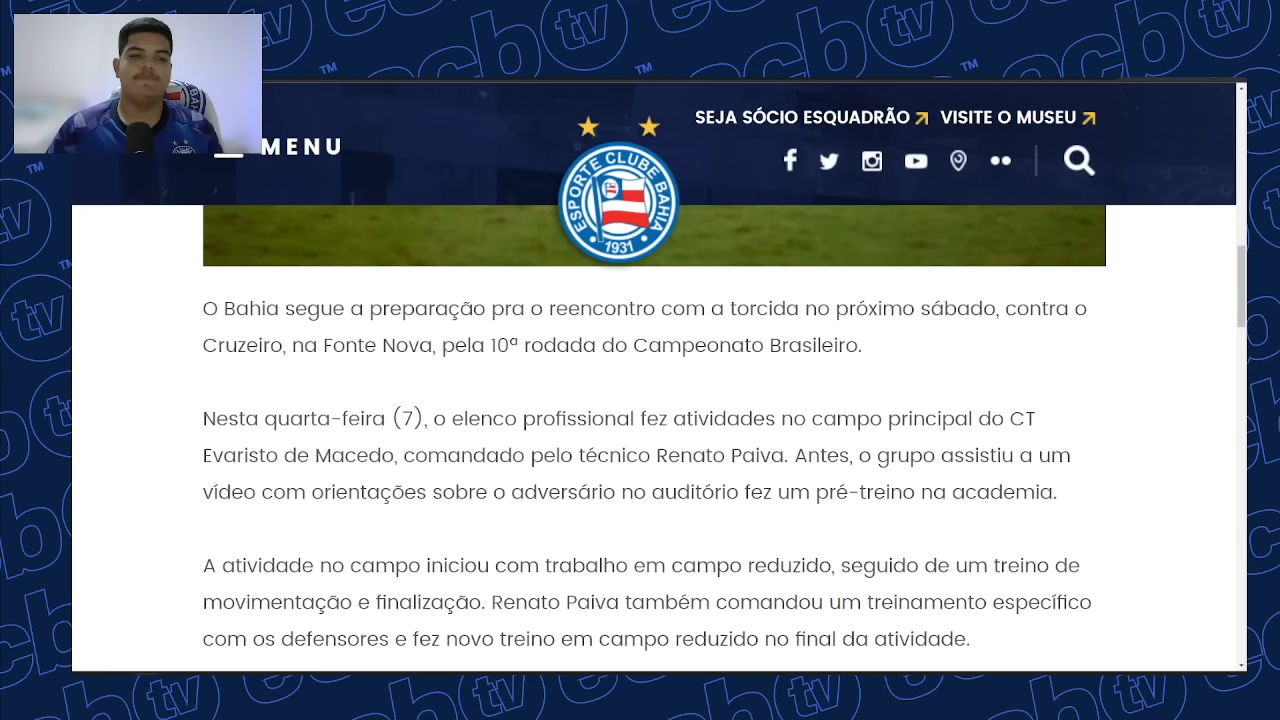 SEJA SÓCIO ESQUADRÃO VISITE O MUSEU
MENU
ESPORTE CLUBE BAHIA
1931
O Bahia segue a preparação pra o reencontro com a torcida no próximo sábado, contra o
Cruzeiro, na Fonte Nova, pela 10ª rodada do Campeonato Brasileiro.
Nesta quarta-feira (7), o elenco profissional fez atividades no campo principal do CT
Evaristo de Macedo, comandado pelo técnico Renato Paiva. Antes, o grupo assistiu a um
vídeo com orientações sobre o adversário no auditório fez um pré-treino na academia.
A atividade no campo iniciou com trabalho em campo reduzido, seguido de um treino de
movimentação e finalização. Renato Paiva também comandou um treinamento específico
com os defensores e fez novo treino em campo reduzido no final da atividade.
ecb tv
TM